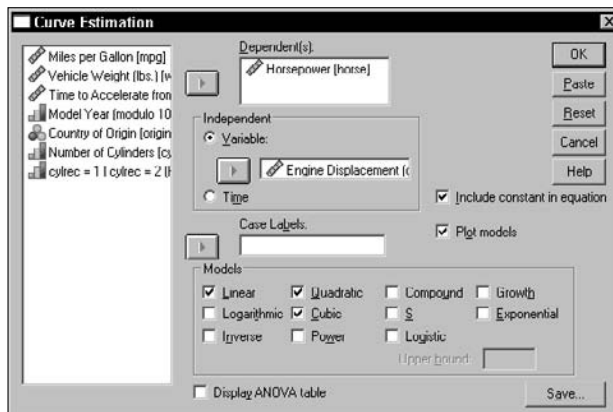 Curve Estimation
Miles per Gallon [mpg]
Vehicle Weight (lbs.) [w
Time to Accelerate from
Model Year (modulo 10
Country of Origin [origin
Number of Cylinders [cy
cylrec = 1 | cylrec = 2 [f
Dependent(s):
Horsepower [horse]
Independent
Variable:
Engine Displacement (c
Time
Case Labels:
OK
Paste
Reset
Cancel
Help
Include constant in equation
Plot models
Models
Linear
Quadratic
Compound
Growth
Logarithmic
Cubic
S
Exponential
Inverse
Power
Logistic
Upper bound:
Display ANOVA table
Save...